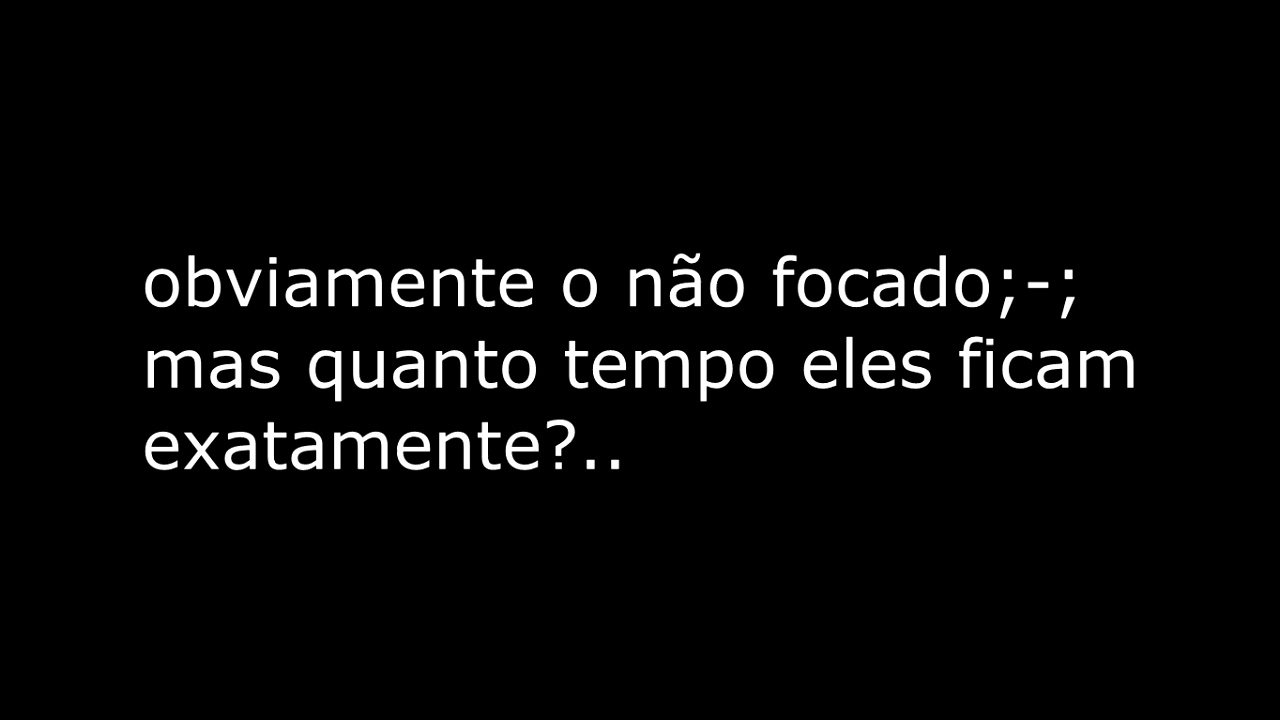 obviamente o não focado;-;
mas quanto tempo eles ficam
exatamente?..